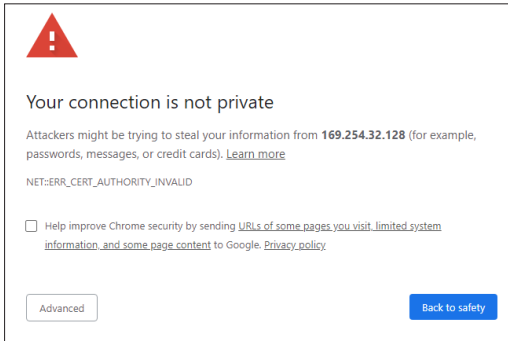 Your connection is not private
Attackers might be trying to steal your information from 169.254.32.128 (for example,
passwords, messages, or credit cards). Learn more
NET::ERR_CERT_AUTHORITY_INVALID
Help improve Chrome security by sending URLs of some pages you visit, limited system
information, and some page content to Google. Privacy policy
Advanced
Back to safety